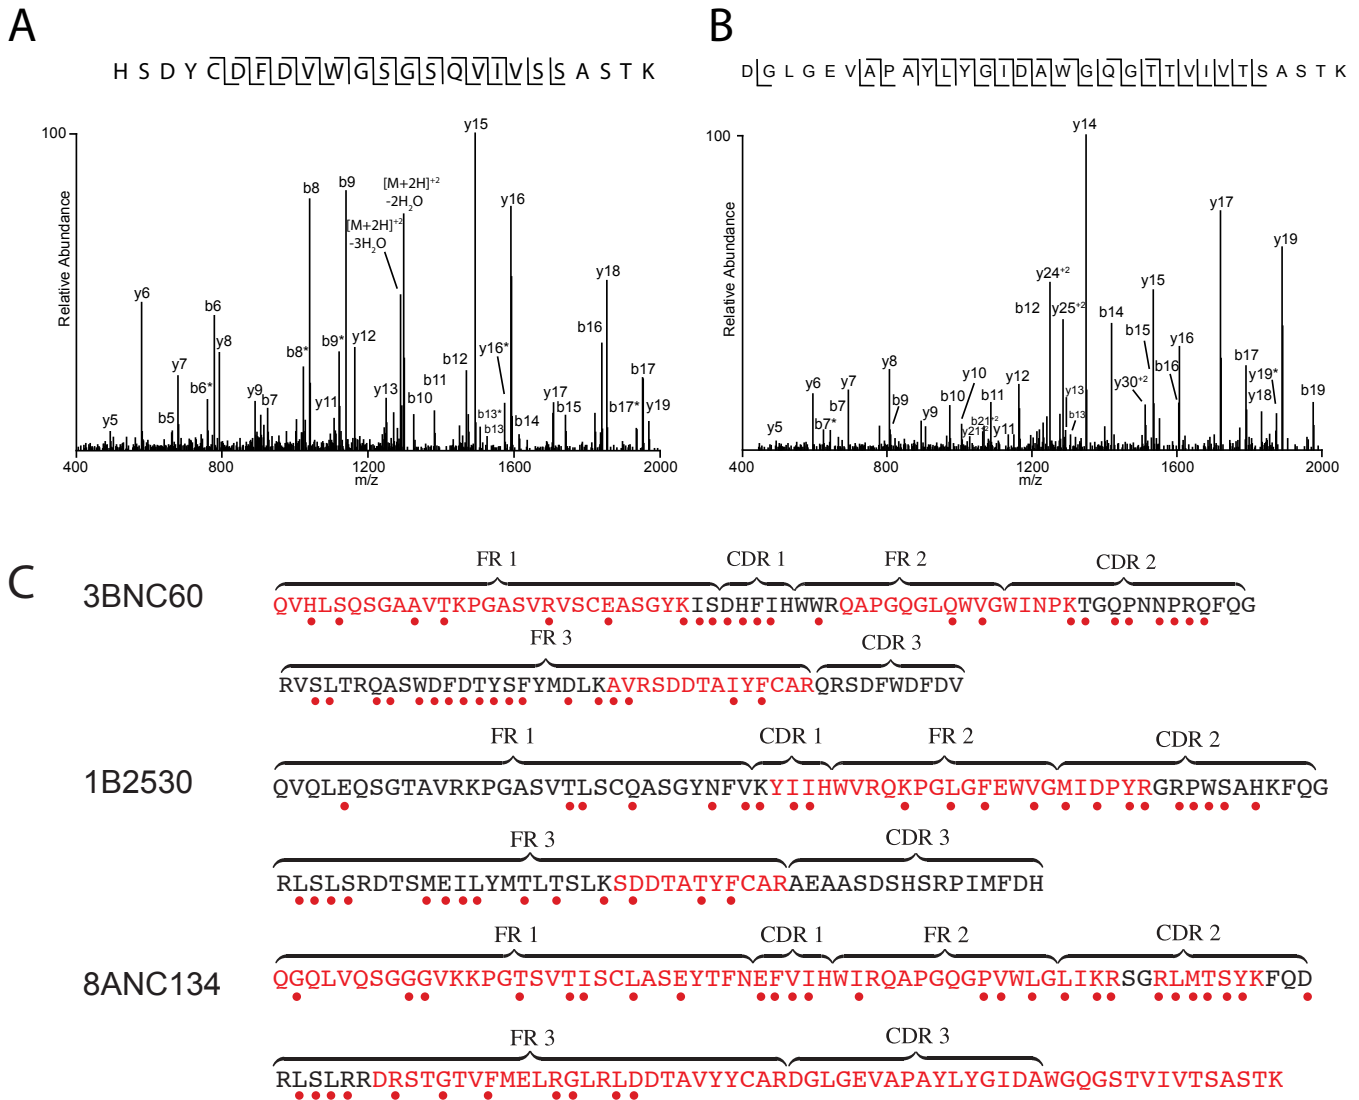 A
H S D Y C D F D V W G S G S Q V I V S S A S T K
100
Relative Abundance
y5
y6
b5
y7
b6*
b6
y8
y9
b7
b8*
b8
y11
b9*
b9
y12
y13
[M+2H]+2
-3H2O
[M+2H]+2
-2H2O
b10
b11
b12
y15
b13*
b13
y16*
y16
b14
y17
b15
b16
y18
b17*
b17
y19
400 800 1200 1600 2000
m/z
B
D G L G E V A P A Y L Y G I D A W G Q G T T V I V T S A S T K
100
Relative Abundance
y5
y6
b7*
b7
y7
y8
b9
y9
b10
y10
y21+2
b21+2
b11
y11
y12
b12
y24+2
y25+2
y13
b13
y14
b14
y30+2
b15
y15
b16
y16
y17
b17
y18
y19*
y19
b19
400 800 1200 1600 2000
m/z
C
3BNC60
FR 1 CDR 1 FR 2 CDR 2
QVHLSQSGAAVTKPGASVRVSCEASGYKISDHFIHWWRQAPGQGLQWVGWINPKTGQPNNPRQFQG
FR 3 CDR 3
RVSLTRQASWDFDTYSFYMDLKAVRSDDTAIYFCARQRSDFWDFDV
1B2530
FR 1 CDR 1 FR 2 CDR 2
QVQLEQSGTAVRKPGASVTLSCQASGYNFVKYIIHWVRQKPGLGFEWVGMIDPYRGRPWSAHKFQG
FR 3 CDR 3
RLSLSRDTSMEILYMTLTSLKSDDTATYFCARAEAASDSHSRPIMFDH
8ANC134
FR 1 CDR 1 FR 2 CDR 2
QGQLVQSGGGVKKPGTSVTISCLASEYTFNEFVIHWIRQAPGQGPVWLGLIKRSGRLMTSYKFQD
FR 3 CDR 3
RLSLRRDRSTGTVFMELRGLRLDDTAVYYCARDGLGEVAPAYLYGIDAWGQGSTVIVTSASTK